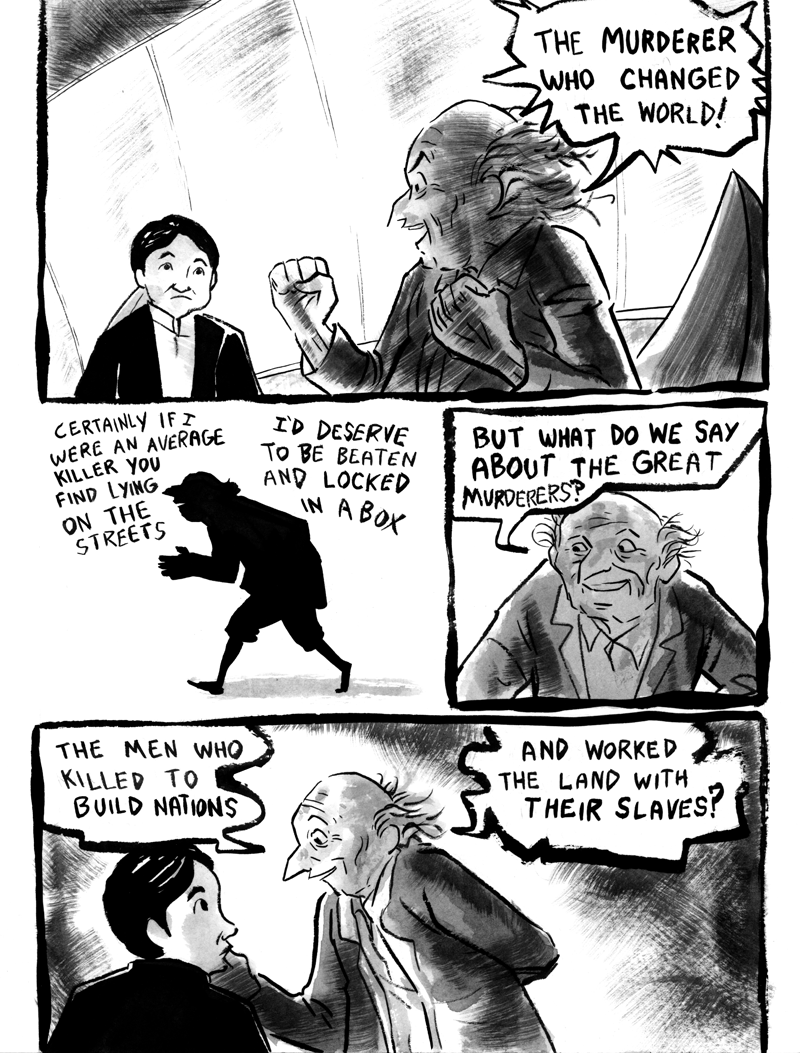 THE MURDERER
WHO CHANGED
THE WORLD!
CERTAINLY IF I
WERE AN AVERAGE
KILLER YOU
FIND LYING
ON THE
STREETS
I'D DESERVE
TO BE BEATEN
AND LOCKED
IN A BOX
BUT WHAT DO WE SAY
ABOUT THE GREAT
MURDERERS?
THE MEN WHO
KILLED TO
BUILD NATIONS
AND WORKED
THE LAND WITH
THEIR SLAVES?